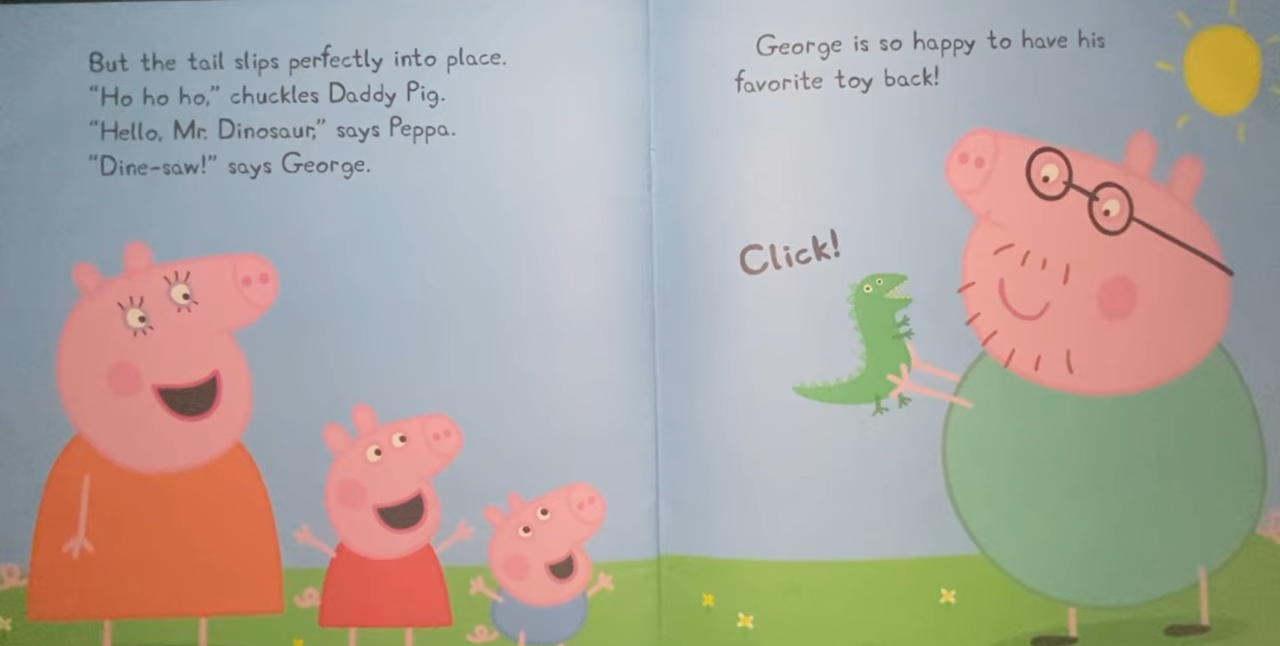 But the tail slips perfectly into place.
“Ho ho ho,” chuckles Daddy Pig.
“Hello, Mr. Dinosaur,” says Peppa.
“Dine-saw!” says George.
George is so happy to have his
favorite toy back!
Click!